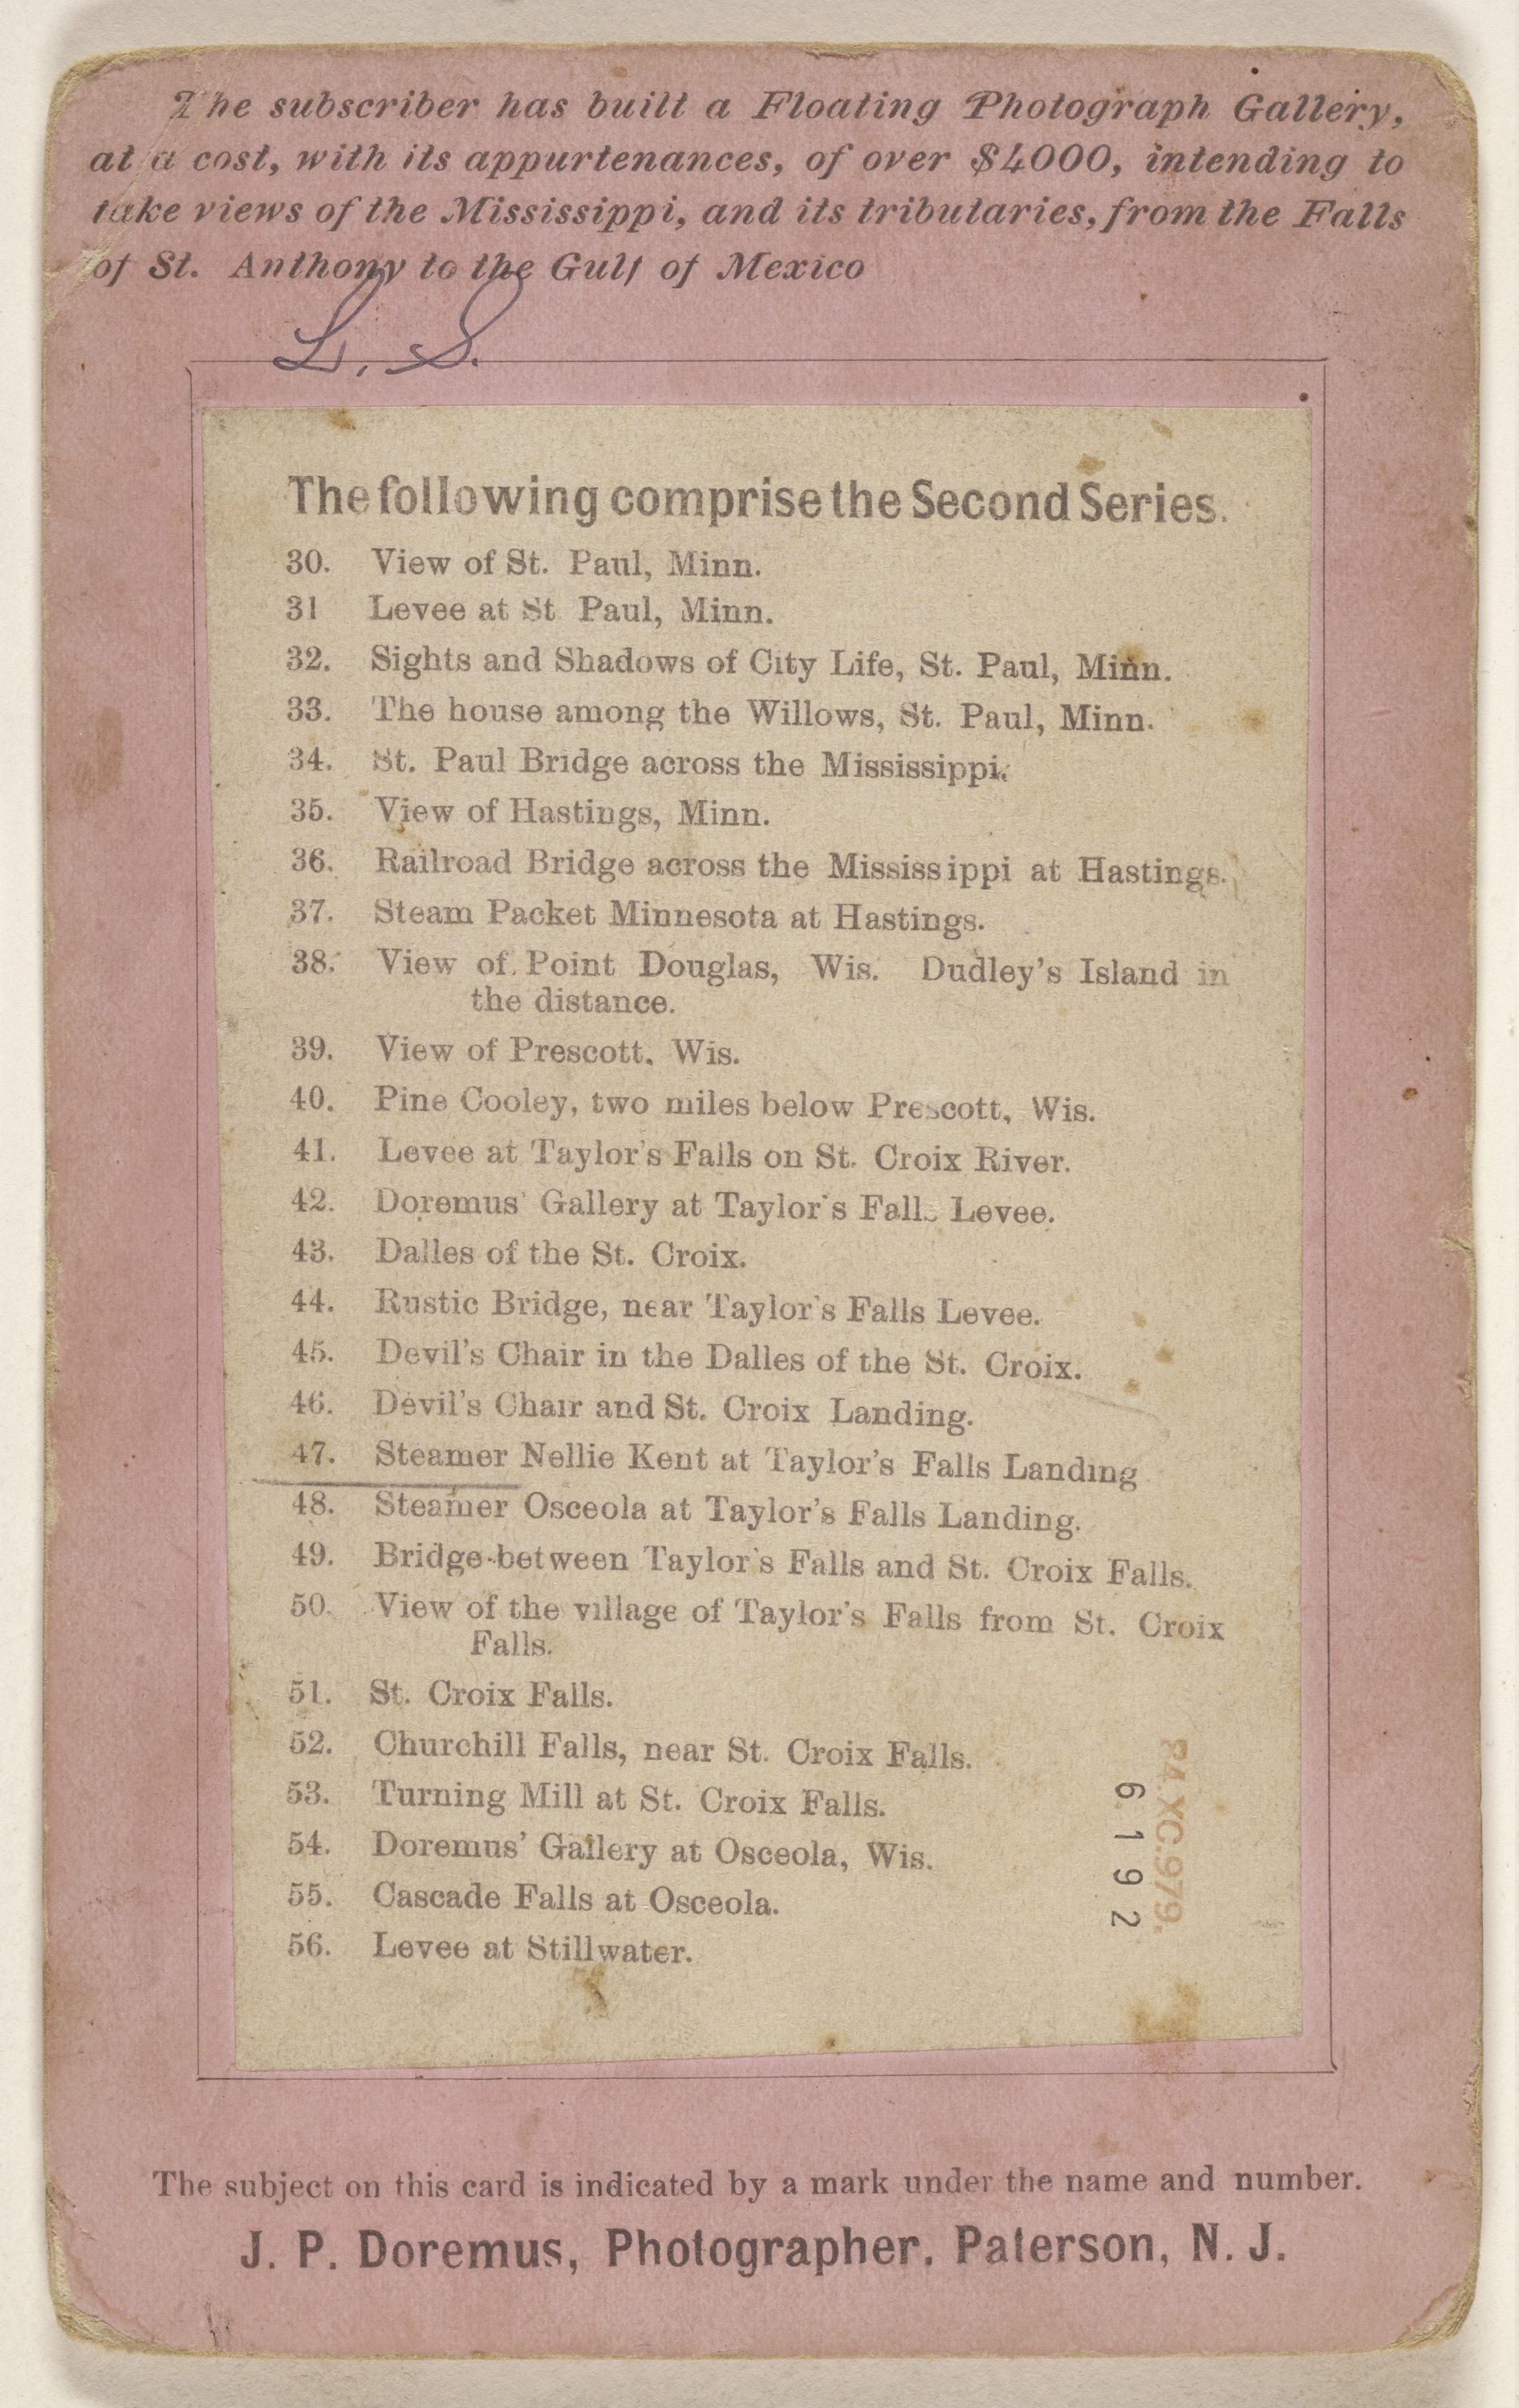 The subscriber has built a Floating Photograph Gallery,
at a cost, with its appurtenances, of over $4000, intending to
take views of the Mississippi, and its tributaries, from the Falls
of St. Anthony to the Gulf of Mexico
L. S.
The following comprise the Second Series.
30. View of St. Paul, Minn.
31 Levee at St Paul, Minn.
32. Sights and Shadows of City Life, St. Paul, Minn.
33. The house among the Willows, St. Paul, Minn.
34. St. Paul Bridge across the Mississippi.
35. View of Hastings, Minn.
36. Railroad Bridge across the Mississippi at Hastings.
37. Steam Packet Minnesota at Hastings.
38. View of Point Douglas, Wis. Dudley's Island in
the distance.
39. View of Prescott, Wis.
40. Pine Cooley, two miles below Prescott, Wis.
41. Levee at Taylor's Falls on St. Croix River.
42. Doremus' Gallery at Taylor's Falls Levee.
43. Dalles of the St. Croix.
44. Rustic Bridge, near Taylor's Falls Levee.
45. Devil's Chair in the Dalles of the St. Croix.
46. Devil's Chair and St. Croix Landing.
47. Steamer Nellie Kent at Taylor's Falls Landing
48. Steamer Osceola at Taylor's Falls Landing.
49. Bridge between Taylor's Falls and St. Croix Falls.
50. View of the village of Taylor's Falls from St. Croix
Falls.
51. St. Croix Falls.
52. Churchill Falls, near St. Croix Falls.
53. Turning Mill at St. Croix Falls.
54. Doremus' Gallery at Osceola, Wis.
55. Cascade Falls at Osceola.
56. Levee at Stillwater.
84.XC.979.
6192
The subject on this card is indicated by a mark under the name and number.
J. P. Doremus, Photographer, Paterson, N. J.